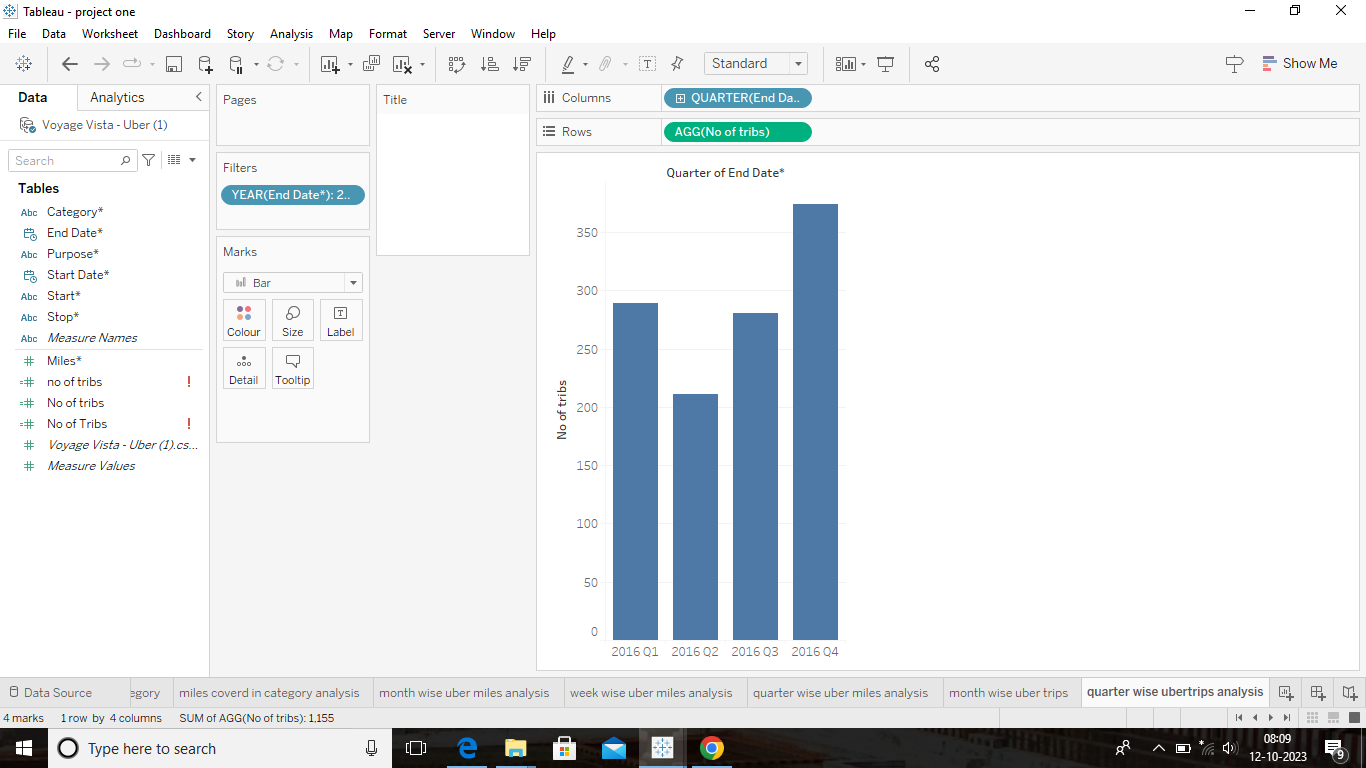 Tableau - project one
File Data Worksheet Dashboard Story Analysis Map Format Server Window Help
Standard
Show Me
Data Analytics
Voyage Vista - Uber (1)
Search
Tables
Abc Category*
End Date*
Abc Purpose*
Start Date*
Abc Start*
Abc Stop*
Abc Measure Names
# Miles*
=# no of tribs !
=# No of tribs
=# No of Tribs !
# Voyage Vista - Uber (1).cs...
# Measure Values
Pages
Filters
YEAR(End Date*): 2..
Marks
Bar
Colour Size Label
Detail Tooltip
Title
Columns QUARTER(End Da..
Rows AGG(No of tribs)
Quarter of End Date*
No of tribs
350
300
250
200
150
100
50
0
2016 Q1 2016 Q2 2016 Q3 2016 Q4
Data Source egory miles coverd in category analysis month wise uber miles analysis week wise uber miles analysis quarter wise uber miles analysis month wise uber trips quarter wise ubertrips analysis
4 marks 1 row by 4 columns SUM of AGG(No of tribs): 1,155
Type here to search
08:09
12-10-2023
9